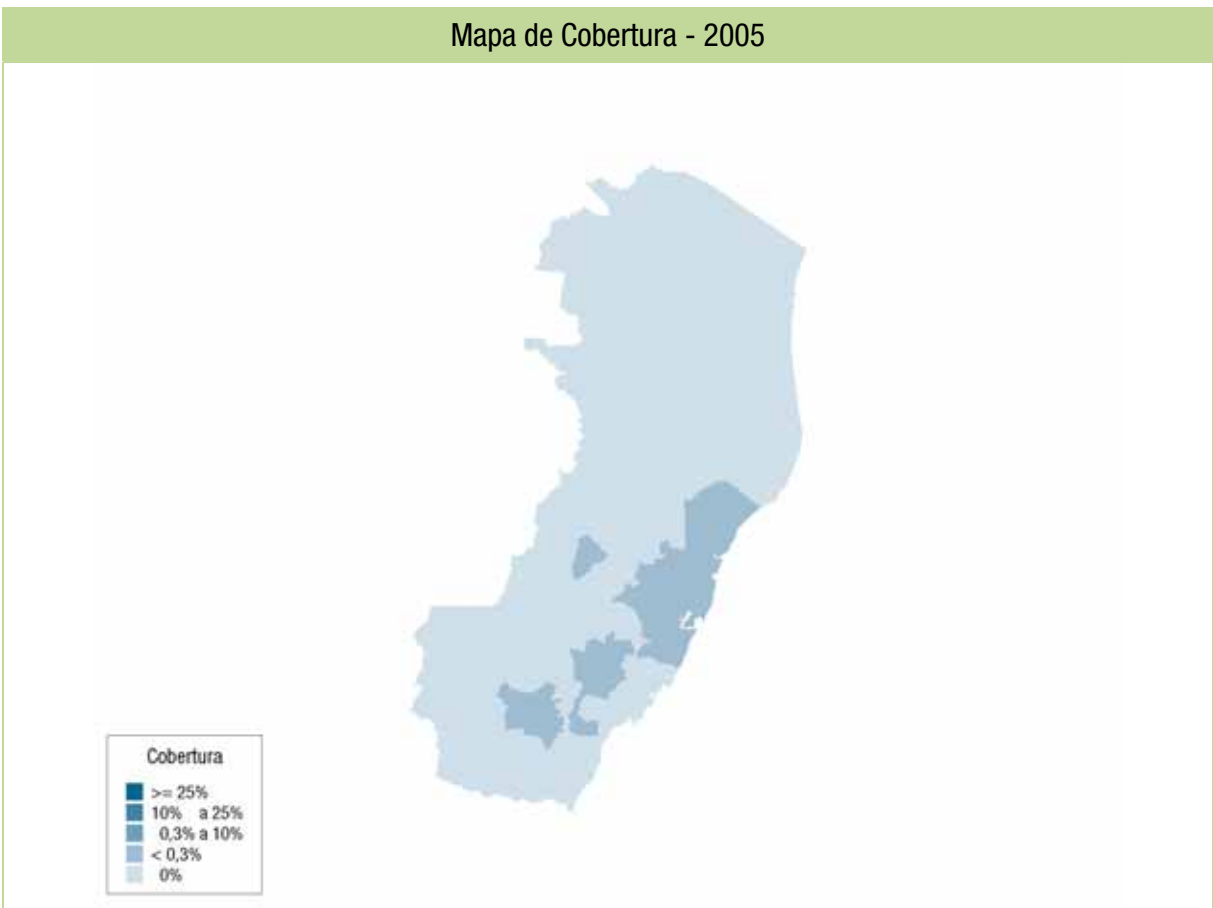 Mapa de Cobertura - 2005
Cobertura
>= 25%
10% a 25%
0,3% a 10%
< 0,3%
0%